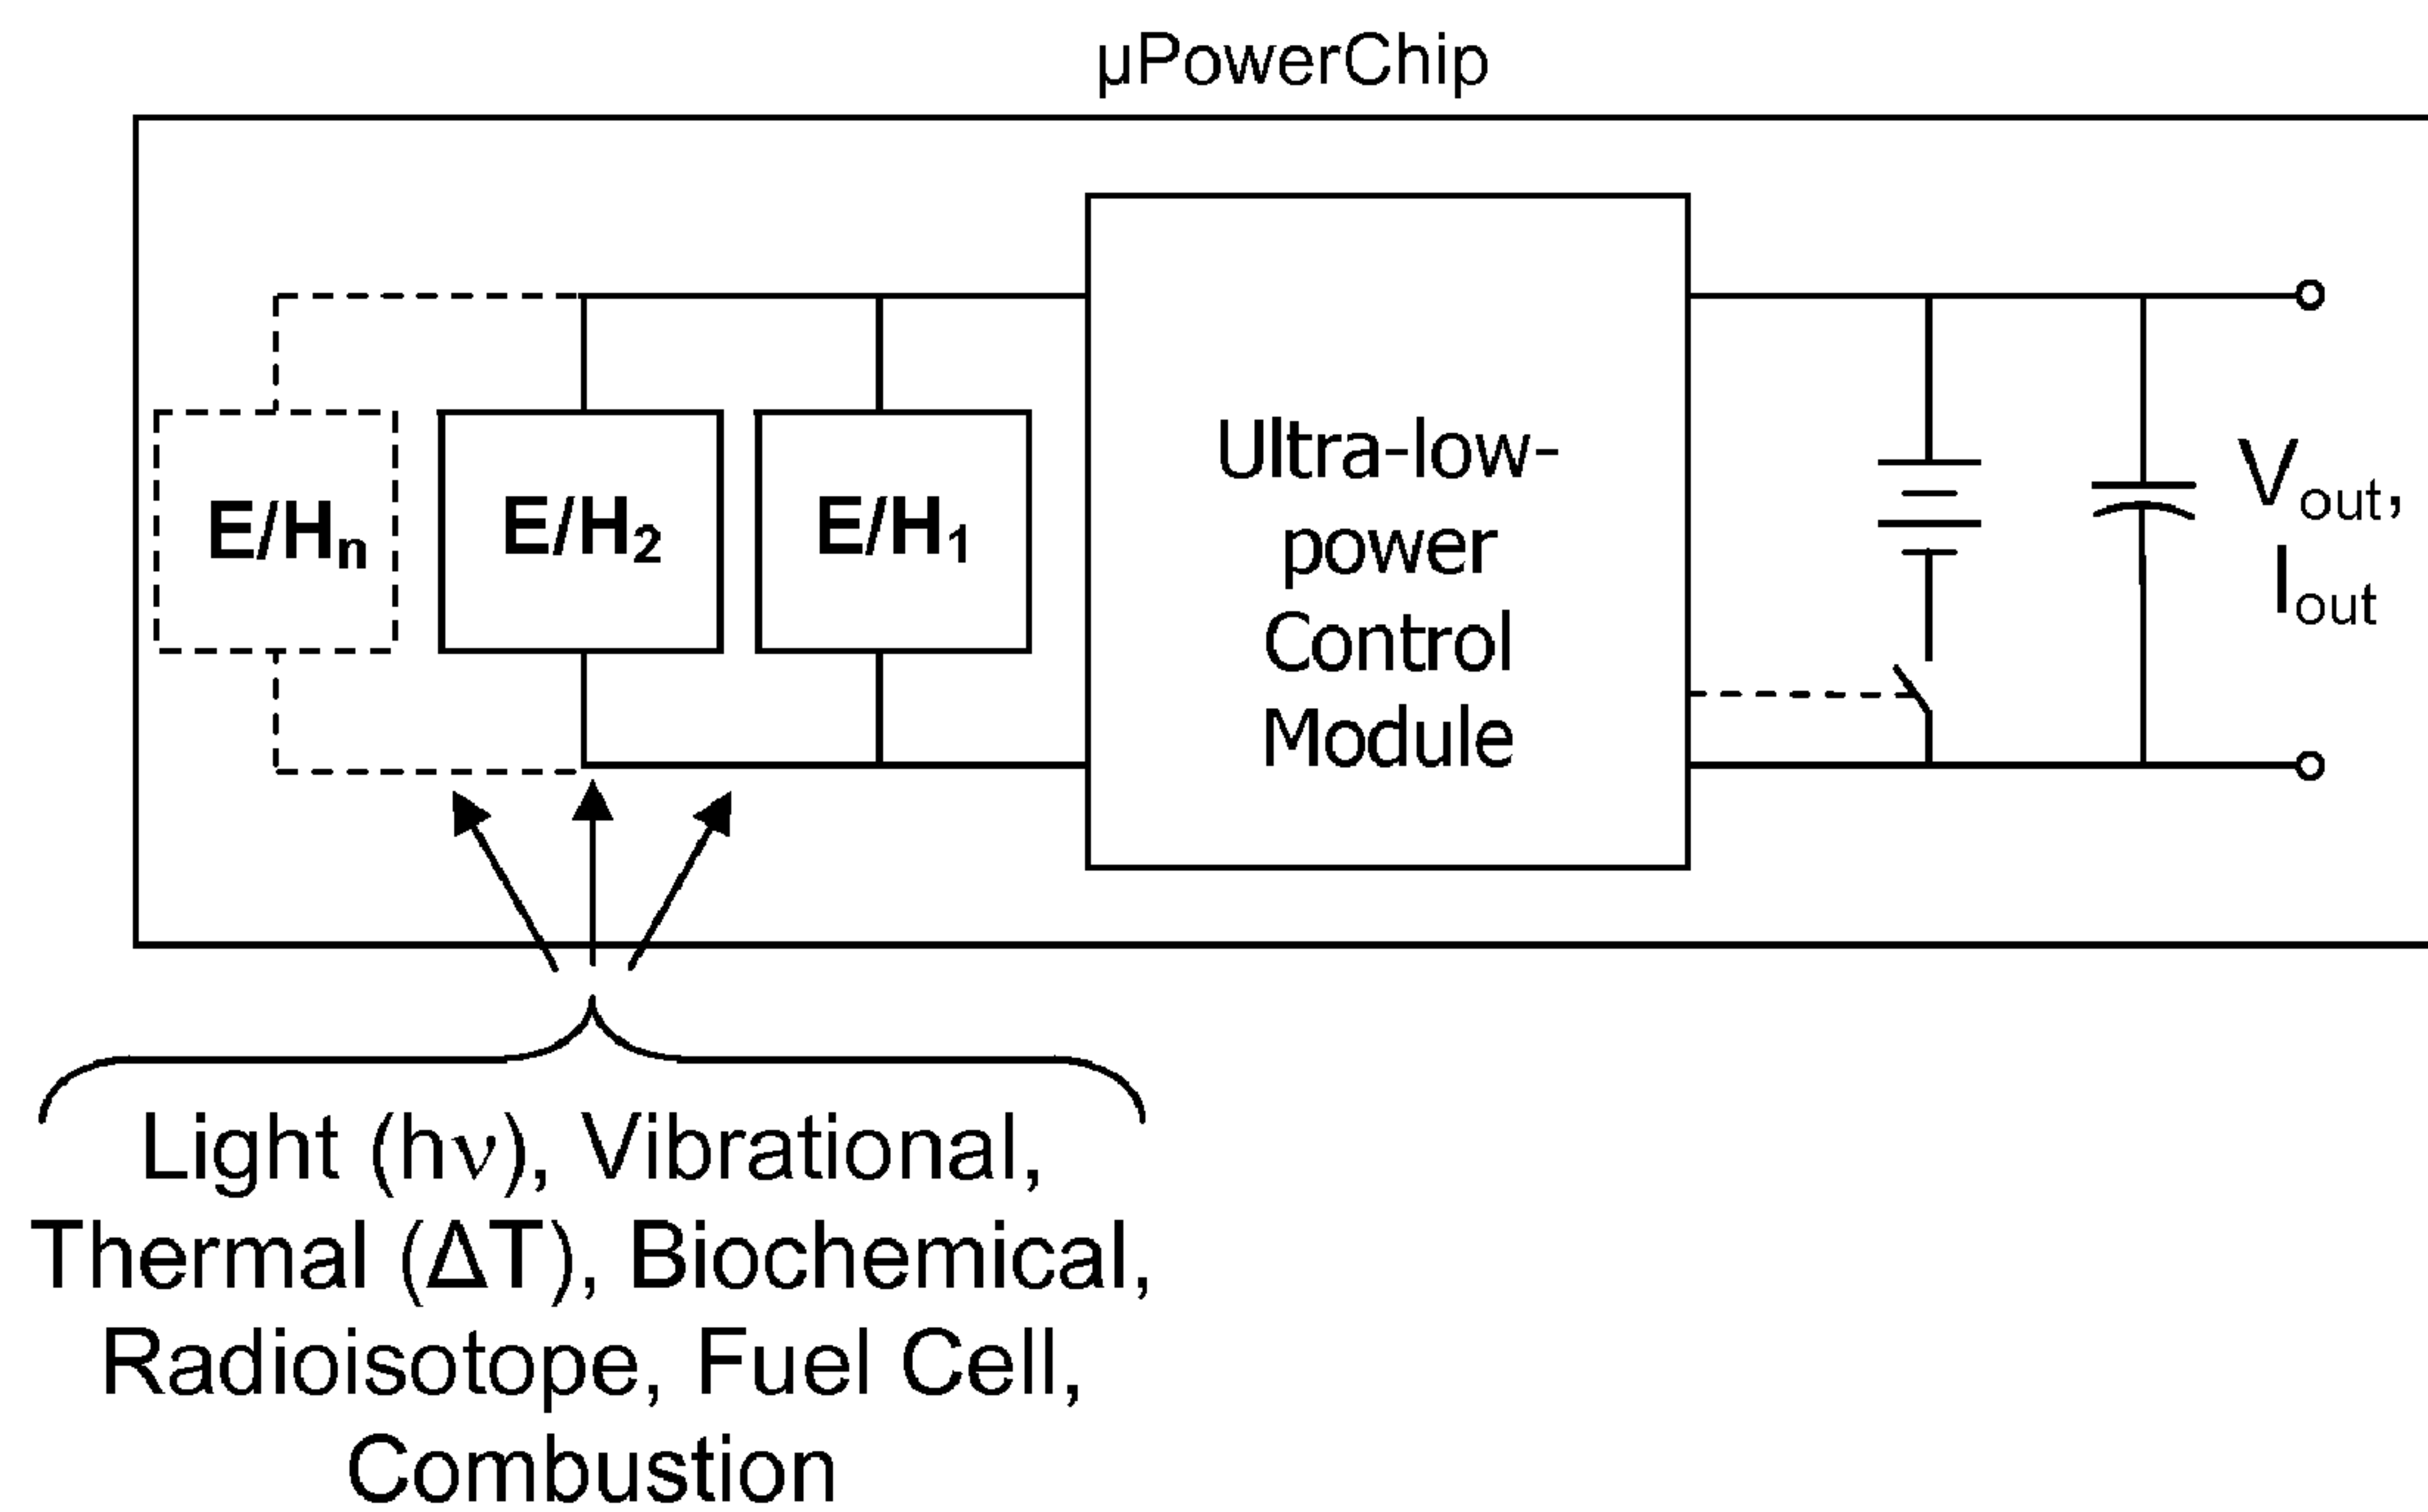 µPowerChip
E/Hn
E/H2
E/H1
Ultra-low-
power
Control
Module
Vout,
Iout
Light (hν), Vibrational,
Thermal (ΔT), Biochemical,
Radioisotope, Fuel Cell,
Combustion